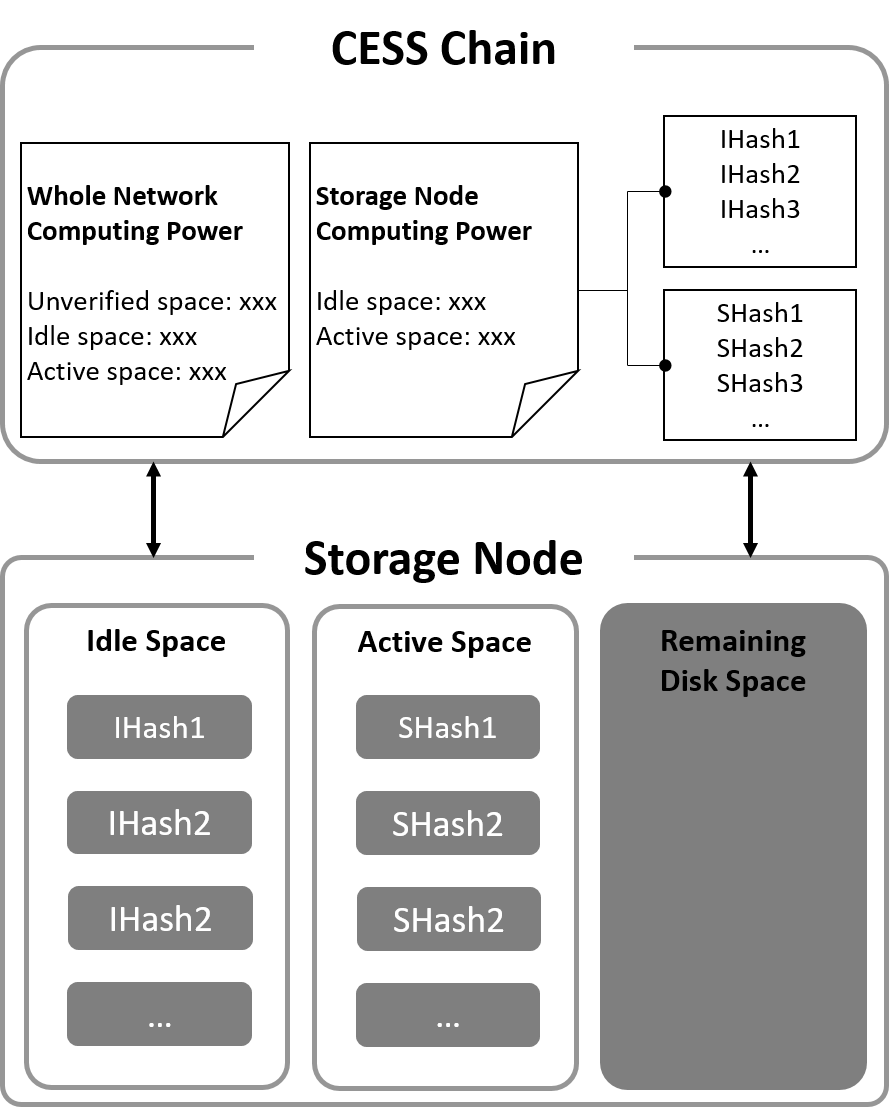 CESS Chain
Whole Network
Computing Power
Unverified space: xxx
Idle space: xxx
Active space: xxx
Storage Node
Computing Power
Idle space: xxx
Active space: xxx
IHash1
IHash2
IHash3
...
SHash1
SHash2
SHash3
...
Storage Node
Idle Space
IHash1
IHash2
IHash2
...
Active Space
SHash1
SHash2
SHash2
...
Remaining
Disk Space